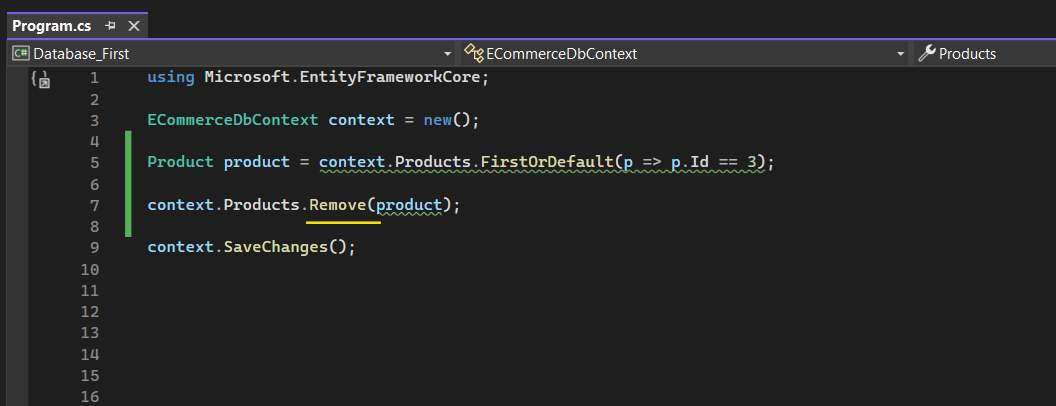 Program.cs
C# Database_First ECommerceDbContext Products
1 using Microsoft.EntityFrameworkCore;
2
3 ECommerceDbContext context = new();
4
5 Product product = context.Products.FirstOrDefault(p => p.Id == 3);
6
7 context.Products.Remove(product);
8
9 context.SaveChanges();
10
11
12
13
14
15
16